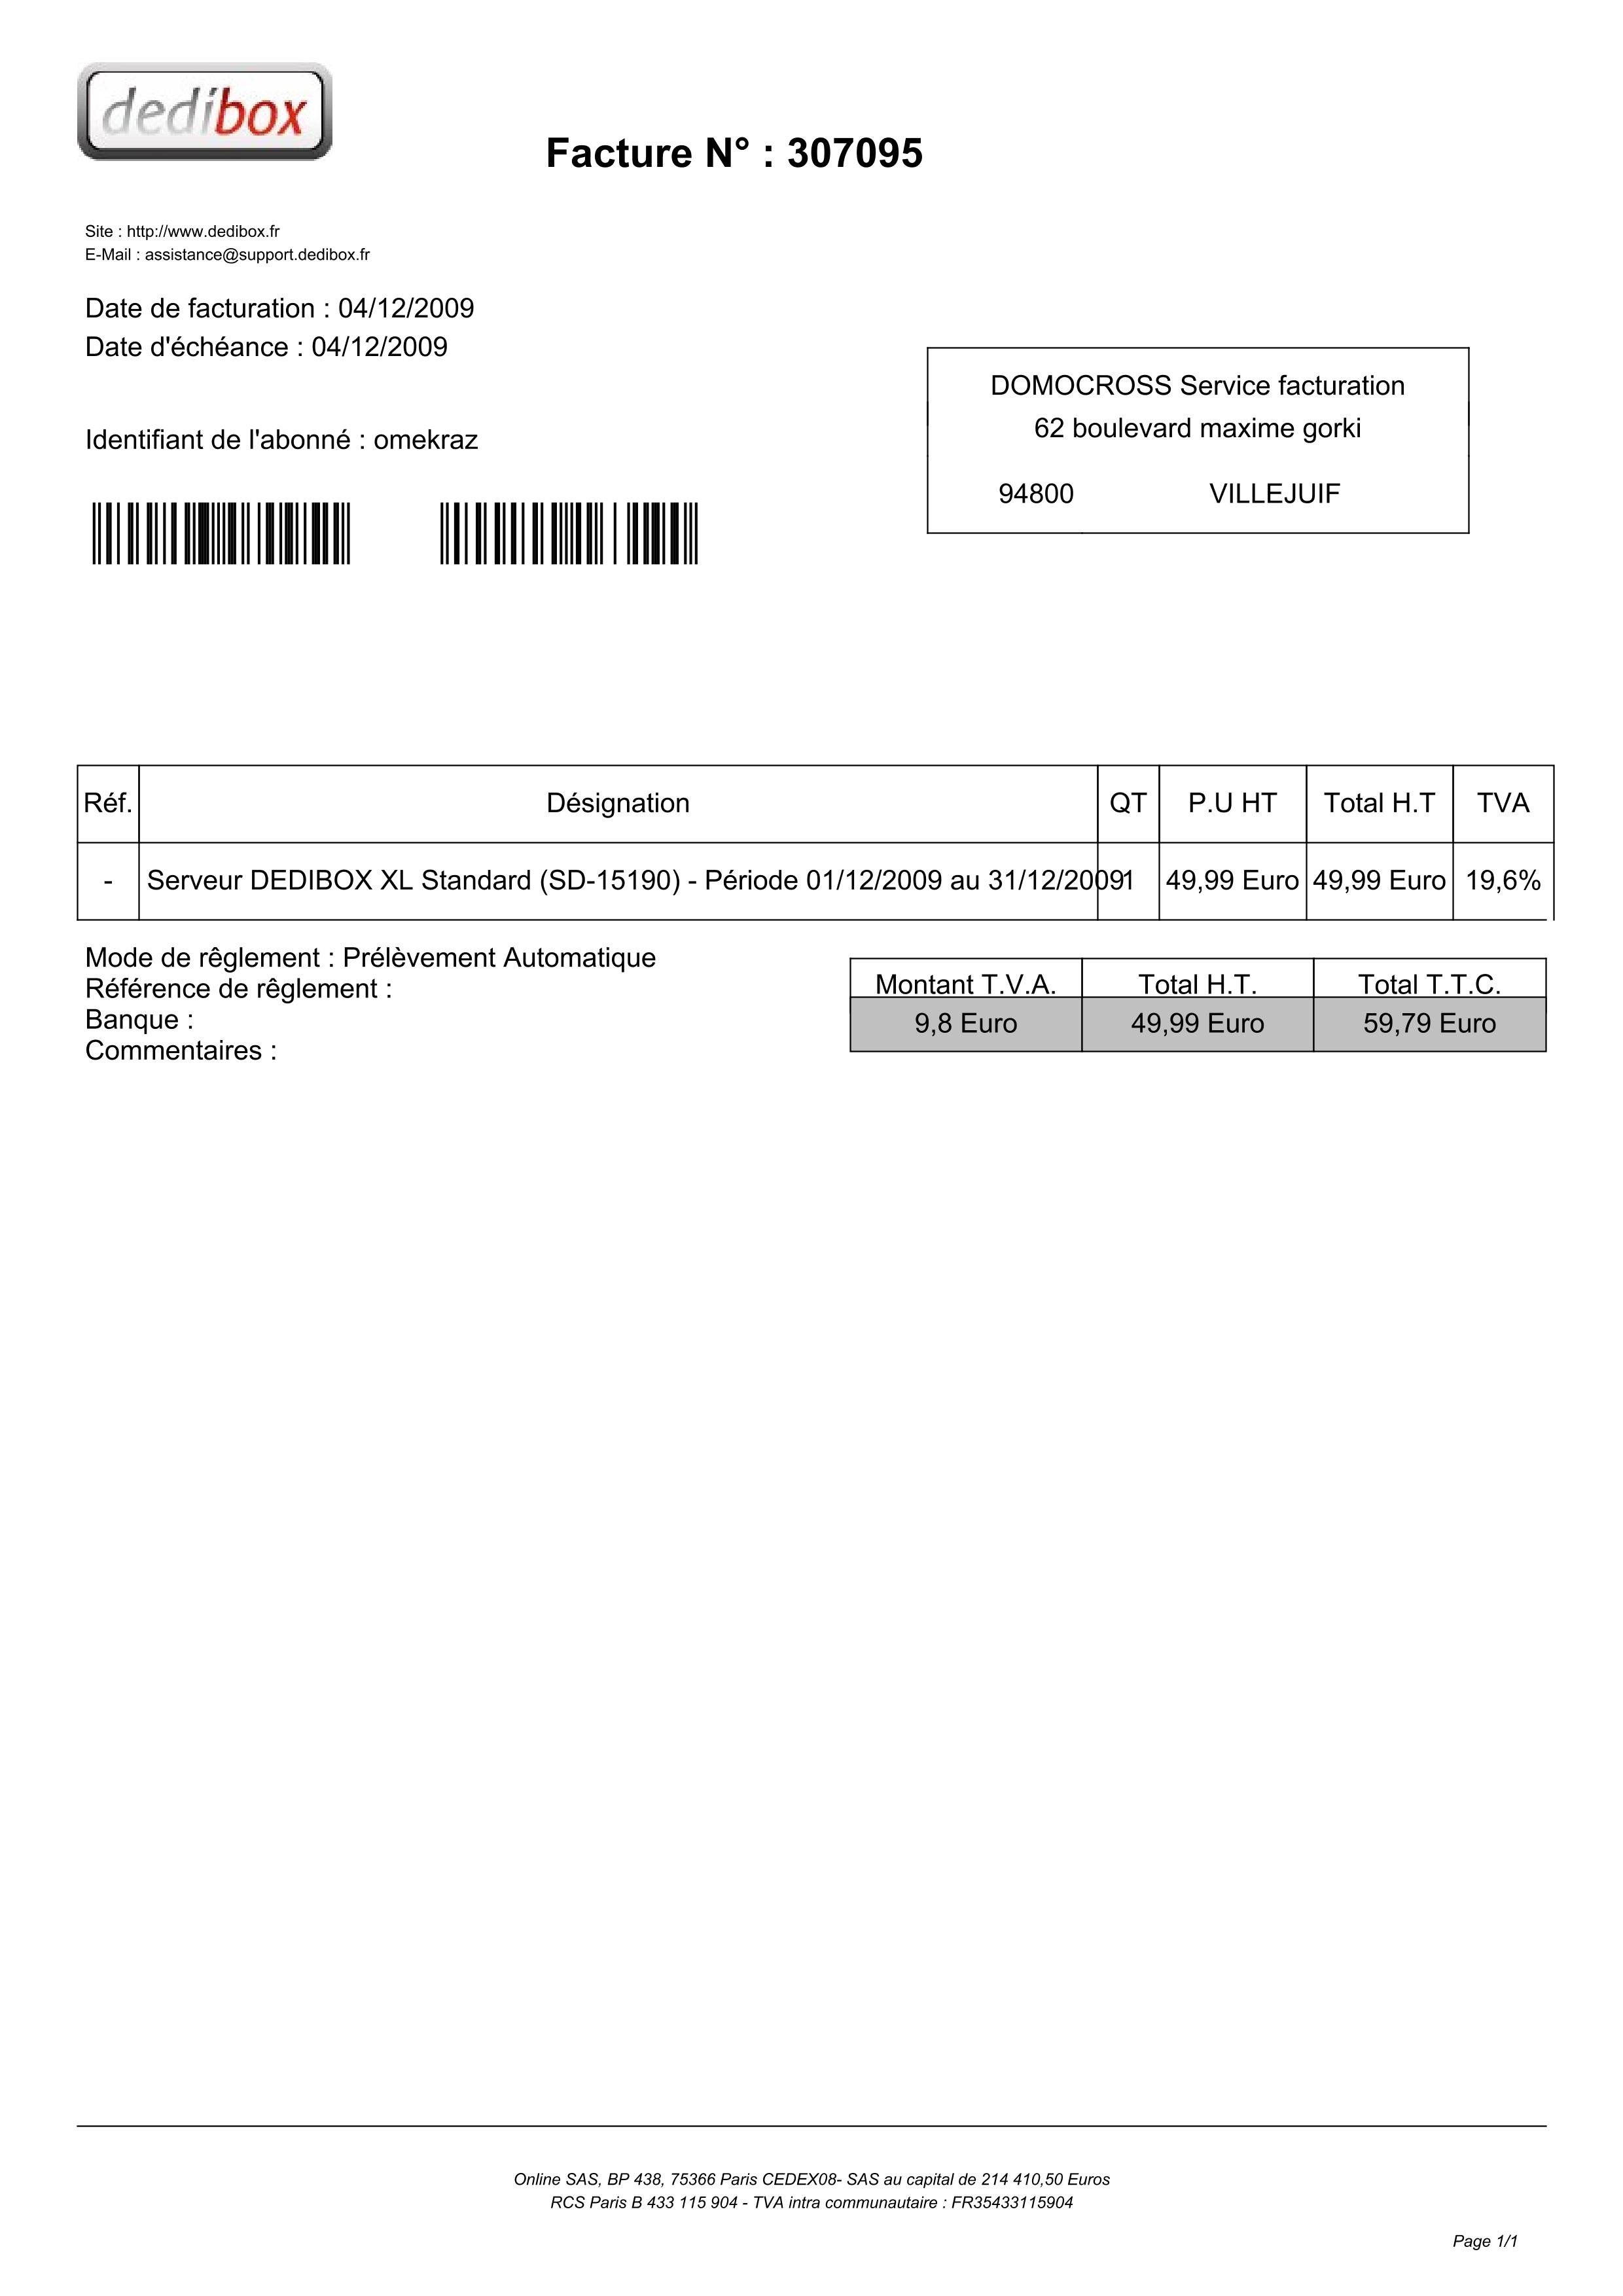 dedibox
Facture N° : 307095
Site : http://www.dedibox.fr
E-Mail : assistance@support.dedibox.fr
Date de facturation : 04/12/2009
Date d'échéance : 04/12/2009
DOMOCROSS Service facturation
62 boulevard maxime gorki
94800 VILLEJUIF
Identifiant de l'abonné : omekraz
Réf. Désignation QT P.U HT Total H.T TVA
- Serveur DEDIBOX XL Standard (SD-15190) - Période 01/12/2009 au 31/12/2009 1 49,99 Euro 49,99 Euro 19,6%
Mode de rêglement : Prélèvement Automatique
Référence de rêglement :
Banque :
Commentaires :
Montant T.V.A. Total H.T. Total T.T.C.
9,8 Euro 49,99 Euro 59,79 Euro
Online SAS, BP 438, 75366 Paris CEDEX08- SAS au capital de 214 410,50 Euros
RCS Paris B 433 115 904 - TVA intra communautaire : FR35433115904
Page 1/1